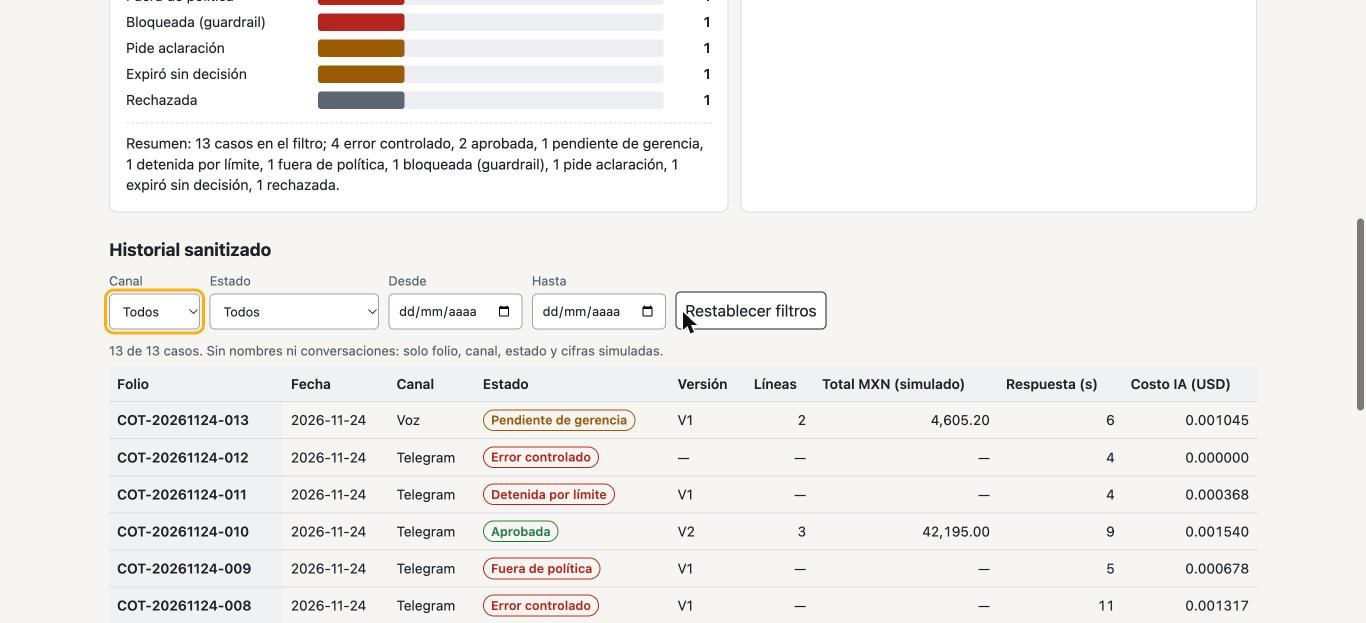 Fuera de política 1
Bloqueada (guardrail) 1
Pide aclaración 1
Expiró sin decisión 1
Rechazada 1
Resumen: 13 casos en el filtro; 4 error controlado, 2 aprobada, 1 pendiente de gerencia,
1 detenida por límite, 1 fuera de política, 1 bloqueada (guardrail), 1 pide aclaración, 1
expiró sin decisión, 1 rechazada.
Historial sanitizado
Canal Estado Desde Hasta
Todos Todos dd/mm/aaaa dd/mm/aaaa Restablecer filtros
13 de 13 casos. Sin nombres ni conversaciones: solo folio, canal, estado y cifras simuladas.
Folio Fecha Canal Estado Versión Líneas Total MXN (simulado) Respuesta (s) Costo IA (USD)
COT-20261124-013 2026-11-24 Voz Pendiente de gerencia V1 2 4,605.20 6 0.001045
COT-20261124-012 2026-11-24 Telegram Error controlado — — — 4 0.000000
COT-20261124-011 2026-11-24 Telegram Detenida por límite V1 — — 4 0.000368
COT-20261124-010 2026-11-24 Telegram Aprobada V2 3 42,195.00 9 0.001540
COT-20261124-009 2026-11-24 Telegram Fuera de política V1 — — 5 0.000678
COT-20261124-008 2026-11-24 Telegram Error controlado V1 — — 11 0.001317